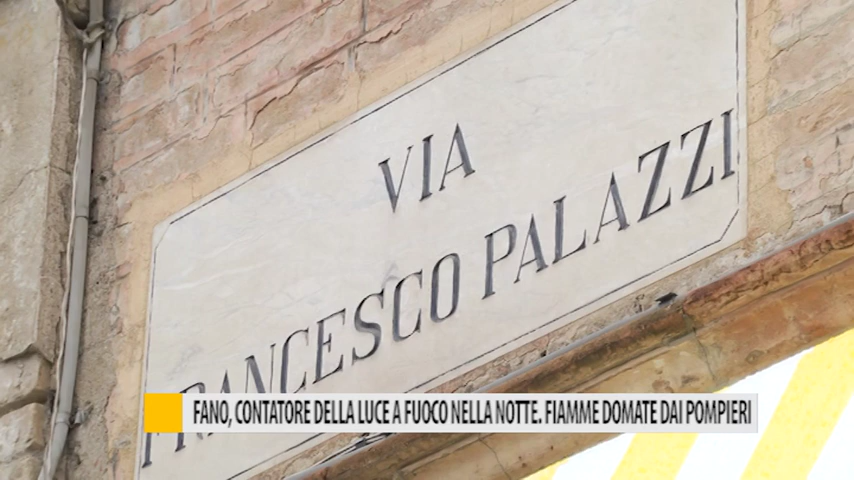 VIA
FRANCESCO PALAZZI
FANO, CONTATORE DELLA LUCE A FUOCO NELLA NOTTE. FIAMME DOMATE DAI POMPIERI